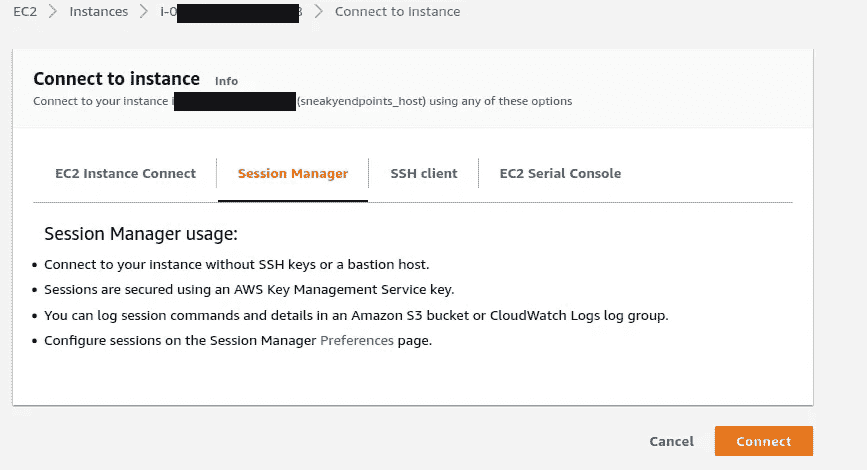 EC2 > Instances > i-0 8 > Connect to Instance
Connect to instance Info
Connect to your instance i (sneakyendpoints_host) using any of these options
EC2 Instance Connect Session Manager SSH client EC2 Serial Console
Session Manager usage:
• Connect to your instance without SSH keys or a bastion host.
• Sessions are secured using an AWS Key Management Service key.
• You can log session commands and details in an Amazon S3 bucket or CloudWatch Logs log group.
• Configure sessions on the Session Manager Preferences page.
Cancel Connect